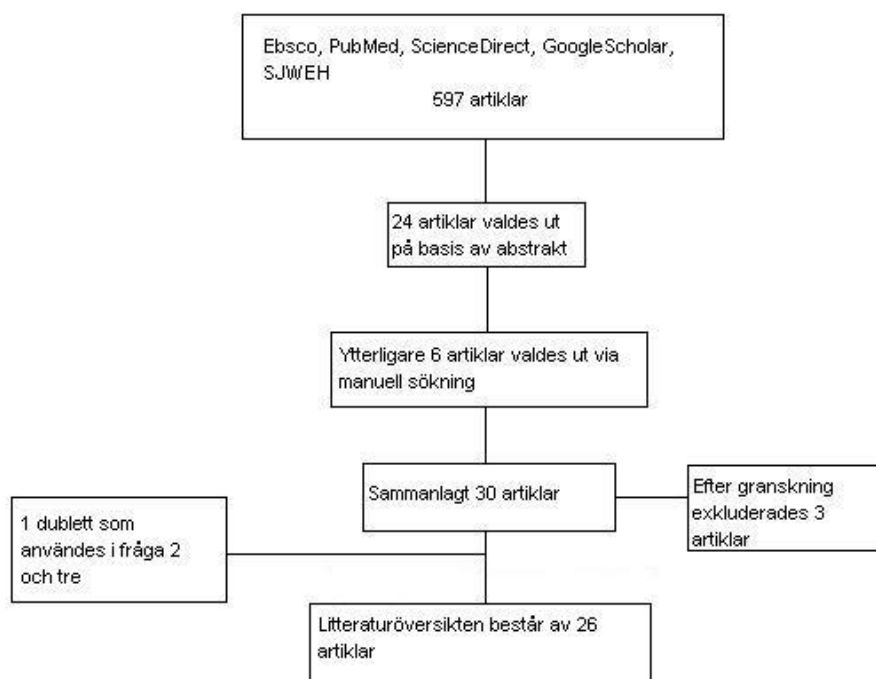 Ebsco, PubMed, ScienceDirect, GoogleScholar,
SJWEH
597 artiklar
24 artiklar valdes ut
på basis av abstrakt
Ytterligare 6 artiklar valdes ut via
manuell sökning
Sammanlagt 30 artiklar
Efter granskning
exkluderades 3
artiklar
1 dublett som
användes i fråga 2
och tre
Litteraturöversikten består av 26
artiklar